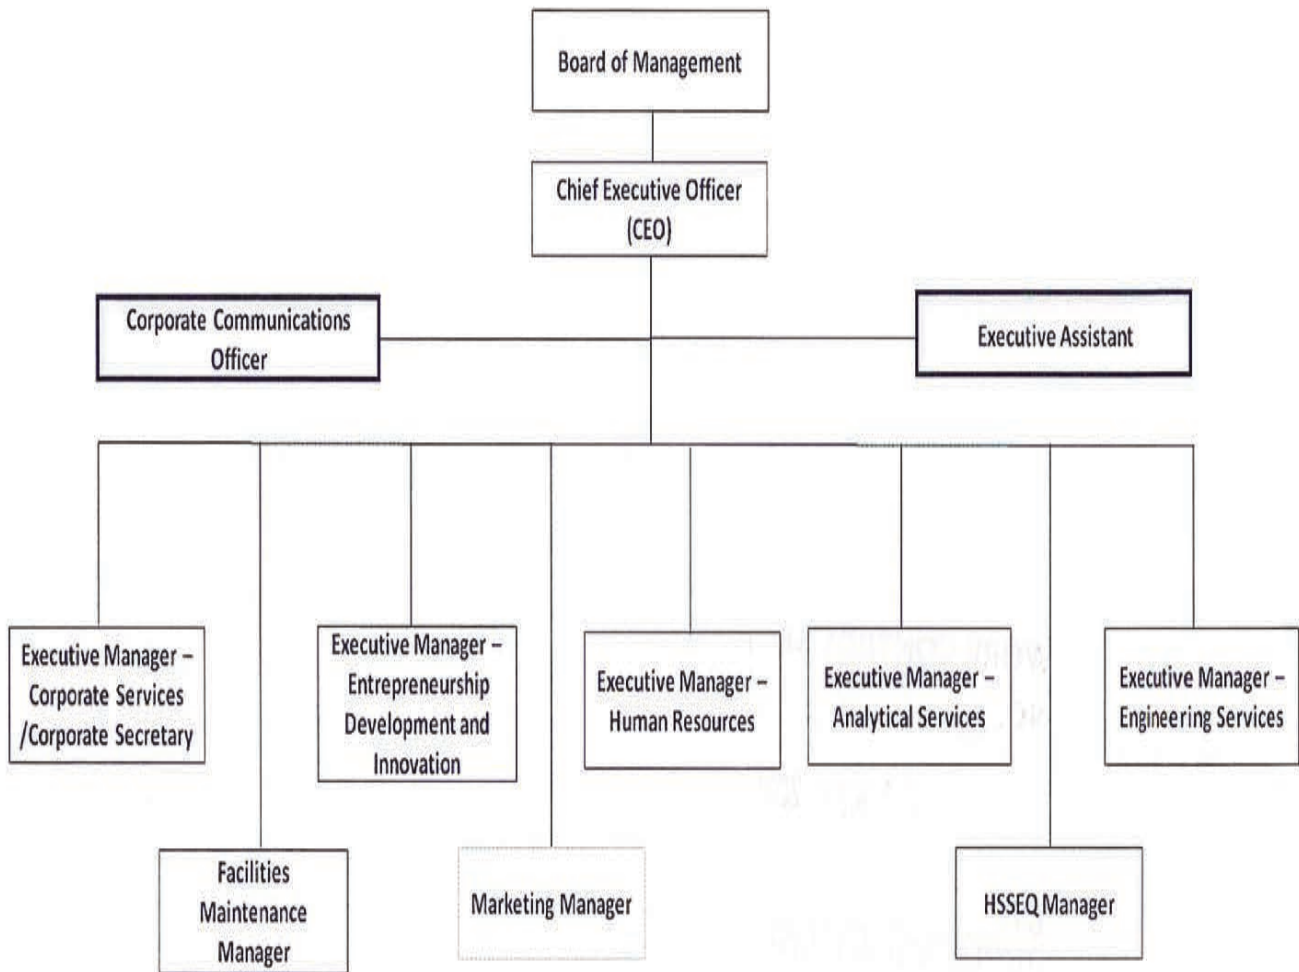 Board of Management
Chief Executive Officer
(CEO)
Corporate Communications
Officer
Executive Assistant
Executive Manager –
Corporate Services
/Corporate Secretary
Executive Manager –
Entrepreneurship
Development and
Innovation
Executive Manager –
Human Resources
Executive Manager –
Analytical Services
Executive Manager –
Engineering Services
Facilities
Maintenance
Manager
Marketing Manager
HSSEQ Manager